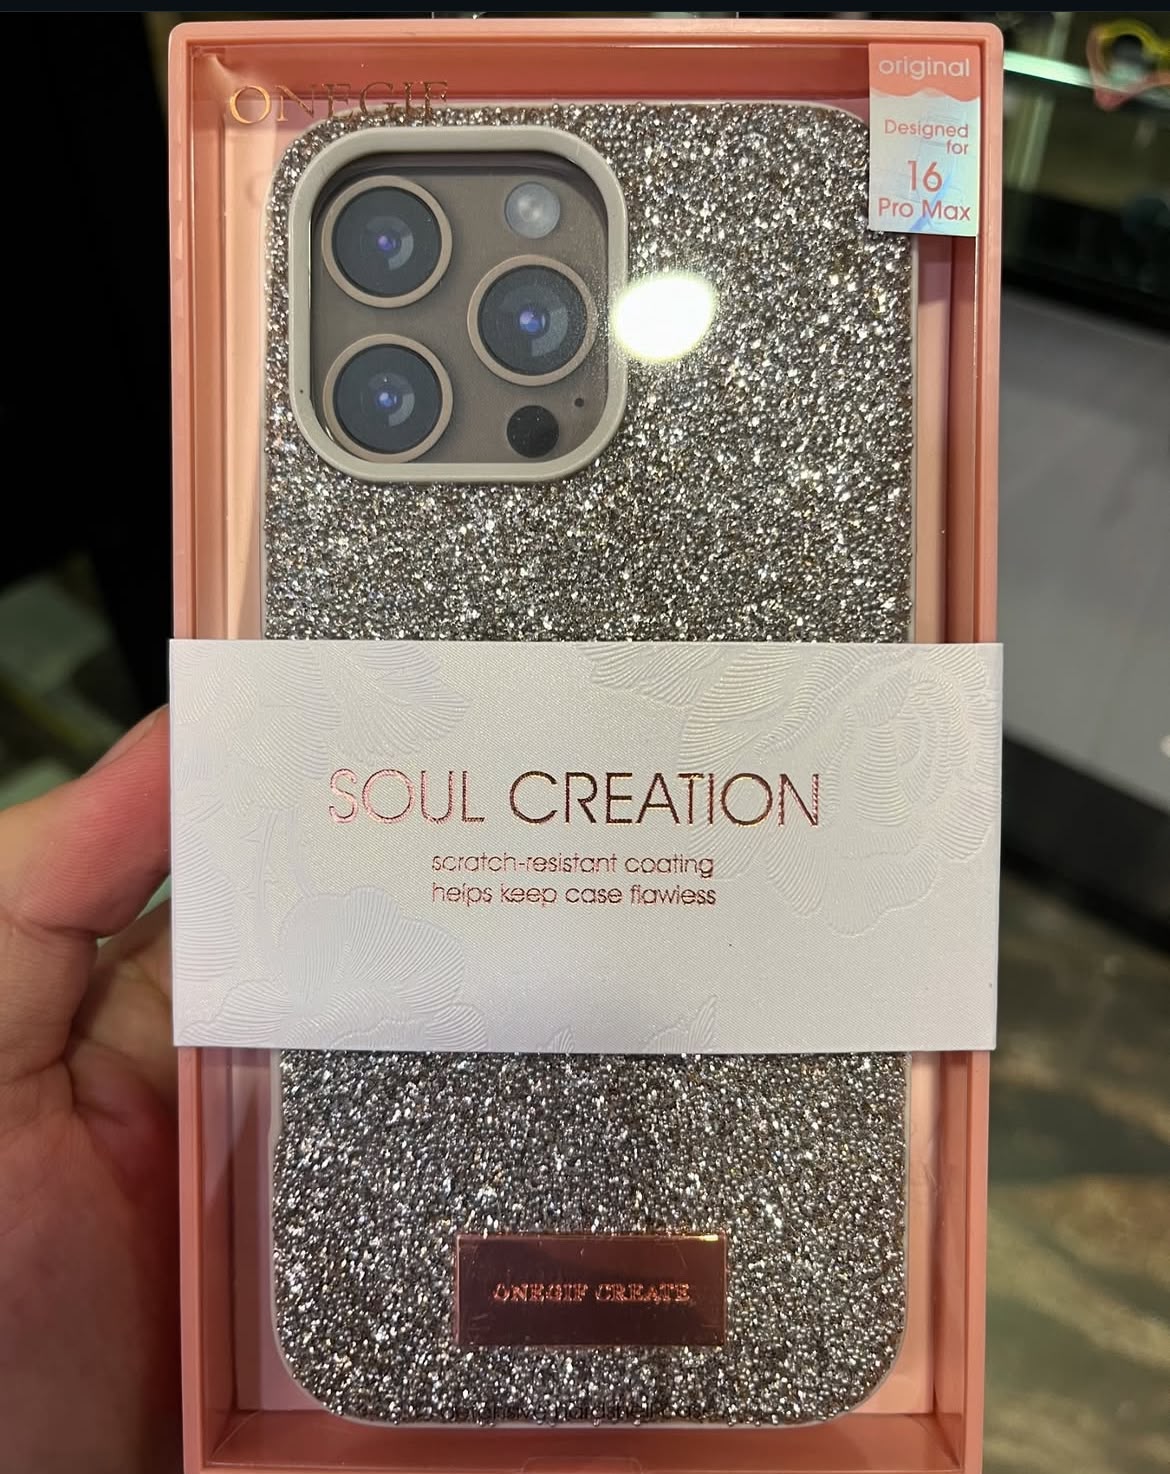 original
ONEGIF
Designed
for
16
Pro Max
SOUL CREATION
scratch-resistant coating
helps keep case flawless
ONEGIF CREATE